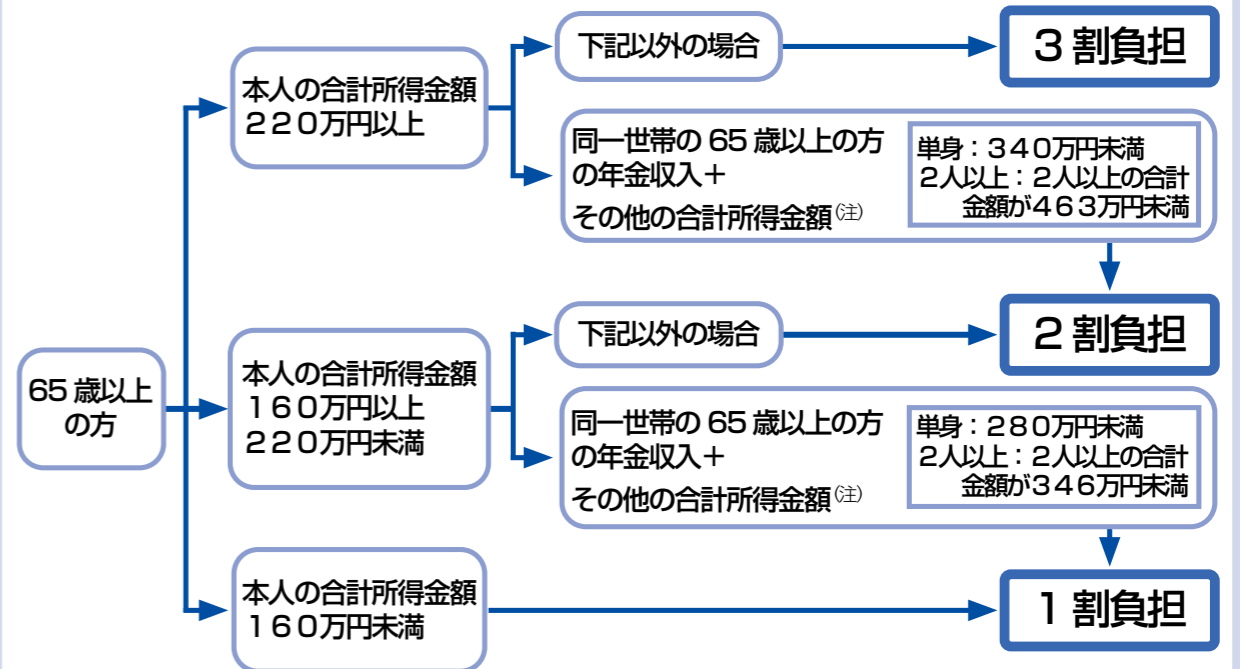 65歳以上
の方
本人の合計所得金額
220万円以上
下記以外の場合
3割負担
同一世帯の65歳以上の方
の年金収入+
その他の合計所得金額(注)
単身:340万円未満
2人以上:2人以上の合計
金額が463万円未満
本人の合計所得金額
160万円以上
220万円未満
下記以外の場合
2割負担
同一世帯の65歳以上の方
の年金収入+
その他の合計所得金額(注)
単身:280万円未満
2人以上:2人以上の合計
金額が346万円未満
本人の合計所得金額
160万円未満
1割負担